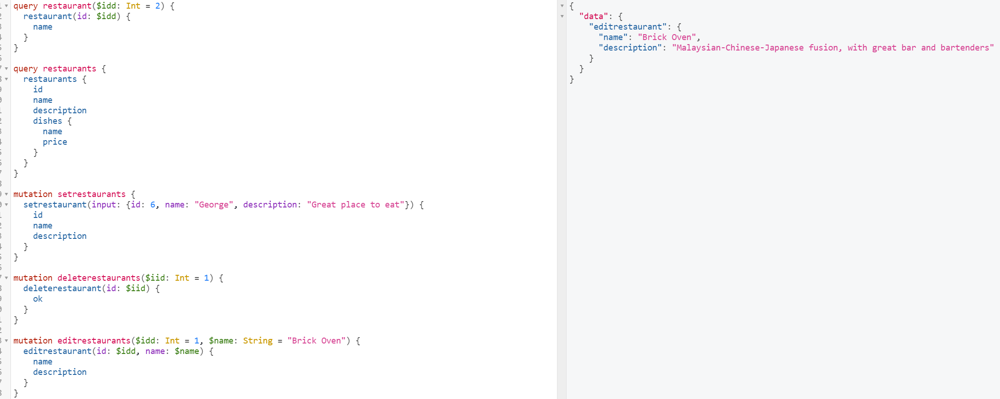 query restaurant($idd: Int = 2) {
  restaurant(id: $idd) {
    name
  }
}

query restaurants {
  restaurants {
    id
    name
    description
    dishes {
      name
      price
    }
  }
}

mutation setrestaurants {
  setrestaurant(input: {id: 6, name: "George", description: "Great place to eat"}) {
    id
    name
    description
  }
}

mutation deleterestaurants($iid: Int = 1) {
  deleterestaurant(id: $iid) {
    ok
  }
}

mutation editrestaurants($idd: Int = 1, $name: String = "Brick Oven") {
  editrestaurant(id: $idd, name: $name) {
    name
    description
  }
}

{
  "data": {
    "editrestaurant": {
      "name": "Brick Oven",
      "description": "Malaysian-Chinese-Japanese fusion, with great bar and bartenders"
    }
  }
}